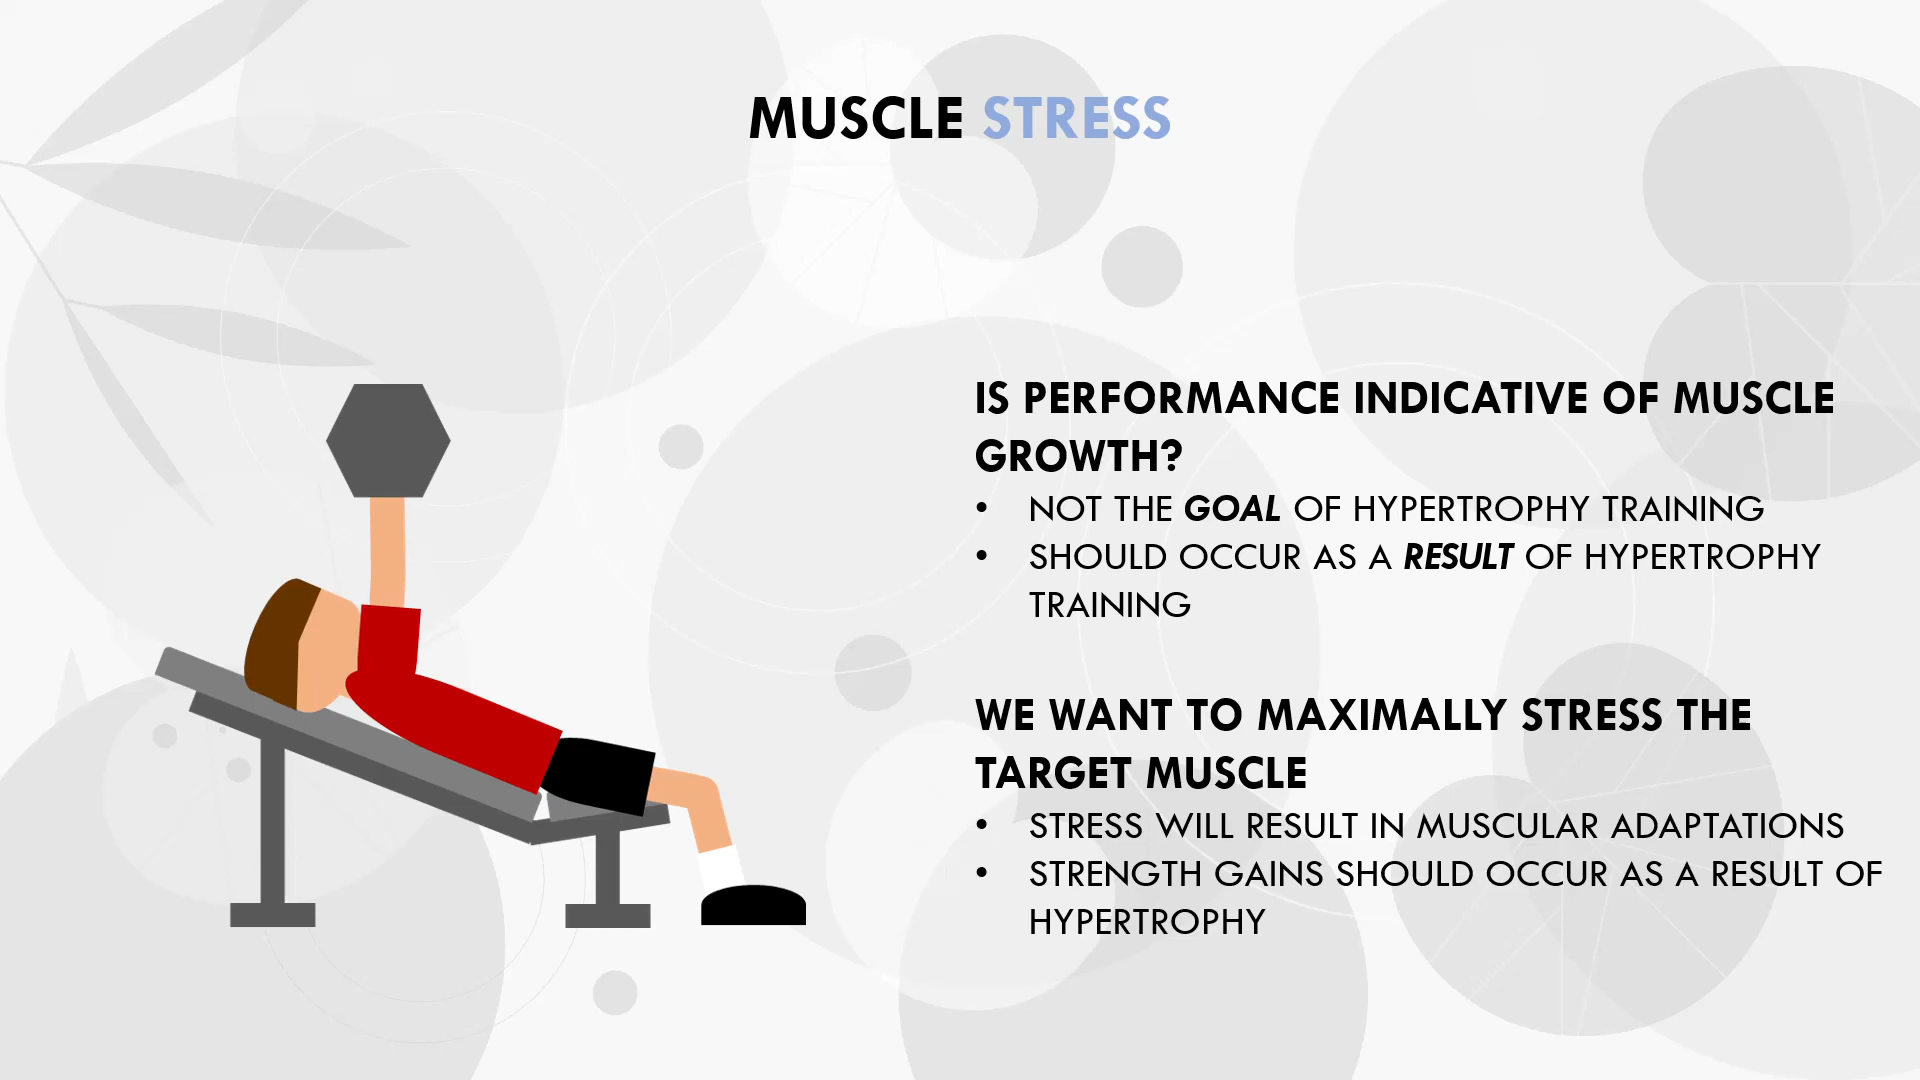 MUSCLE STRESS
IS PERFORMANCE INDICATIVE OF MUSCLE
GROWTH?
• NOT THE GOAL OF HYPERTROPHY TRAINING
• SHOULD OCCUR AS A RESULT OF HYPERTROPHY
TRAINING
WE WANT TO MAXIMALLY STRESS THE
TARGET MUSCLE
• STRESS WILL RESULT IN MUSCULAR ADAPTATIONS
• STRENGTH GAINS SHOULD OCCUR AS A RESULT OF
HYPERTROPHY